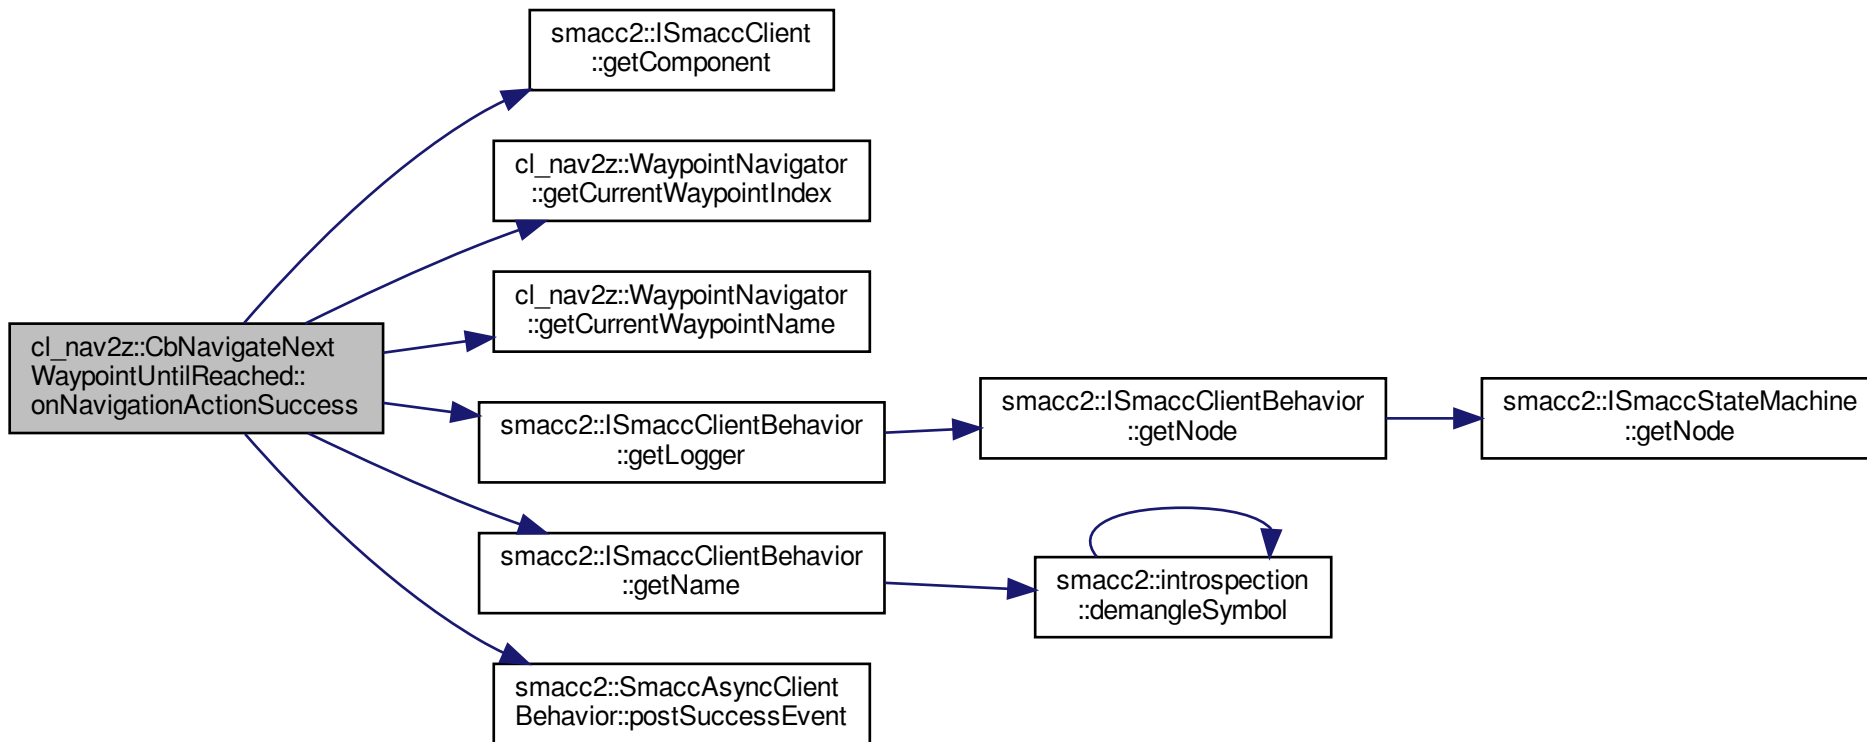 smacc2::ISmaccClient
::getComponent
cl_nav2z::WaypointNavigator
::getCurrentWaypointIndex
cl_nav2z::WaypointNavigator
::getCurrentWaypointName
cl_nav2z::CbNavigateNext
WaypointUntilReached::
onNavigationActionSuccess
smacc2::ISmaccClientBehavior
::getLogger
smacc2::ISmaccClientBehavior
::getNode
smacc2::ISmaccStateMachine
::getNode
smacc2::ISmaccClientBehavior
::getName
smacc2::introspection
::demangleSymbol
smacc2::SmaccAsyncClient
Behavior::postSuccessEvent